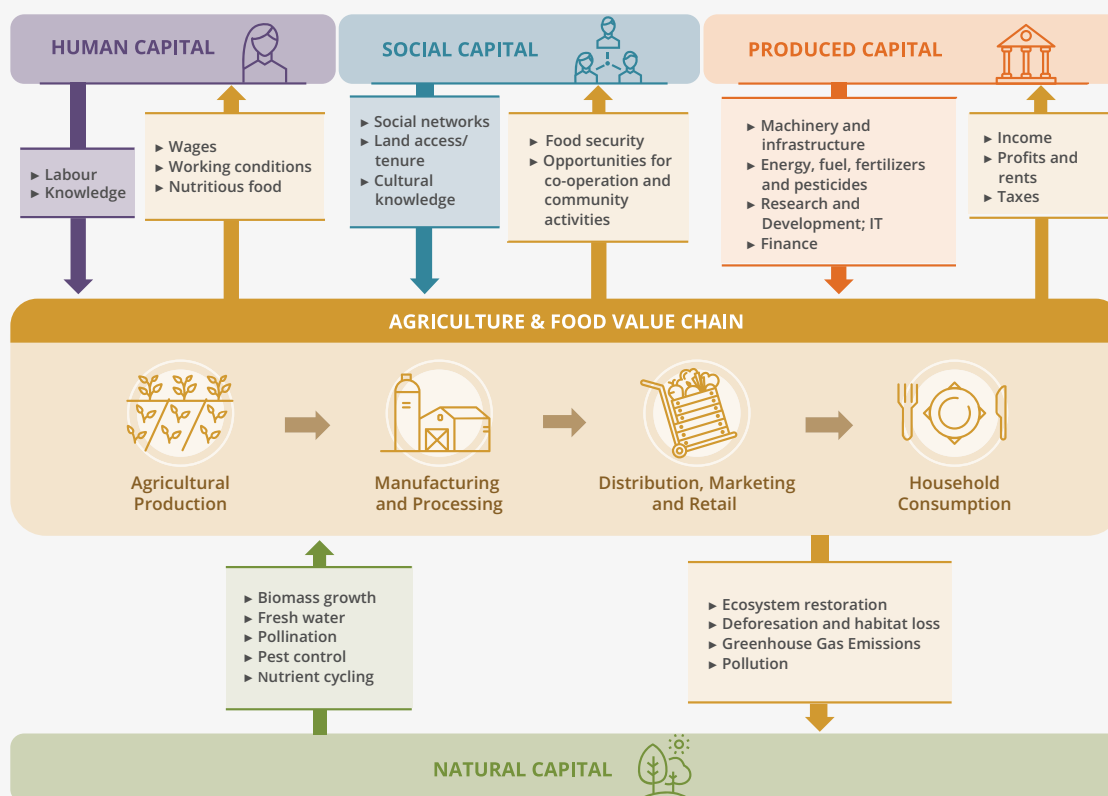 HUMAN CAPITAL
SOCIAL CAPITAL
PRODUCED CAPITAL
► Labour
► Knowledge
► Wages
► Working conditions
► Nutritious food
► Social networks
► Land access/
tenure
► Cultural
knowledge
► Food security
► Opportunities for
co-operation and
community
activities
► Machinery and
infrastructure
► Energy, fuel, fertilizers
and pesticides
► Research and
Development; IT
► Finance
► Income
► Profits and
rents
► Taxes
AGRICULTURE & FOOD VALUE CHAIN
Agricultural
Production
Manufacturing
and Processing
Distribution, Marketing
and Retail
Household
Consumption
► Biomass growth
► Fresh water
► Pollination
► Pest control
► Nutrient cycling
► Ecosystem restoration
► Deforesation and habitat loss
► Greenhouse Gas Emissions
► Pollution
NATURAL CAPITAL